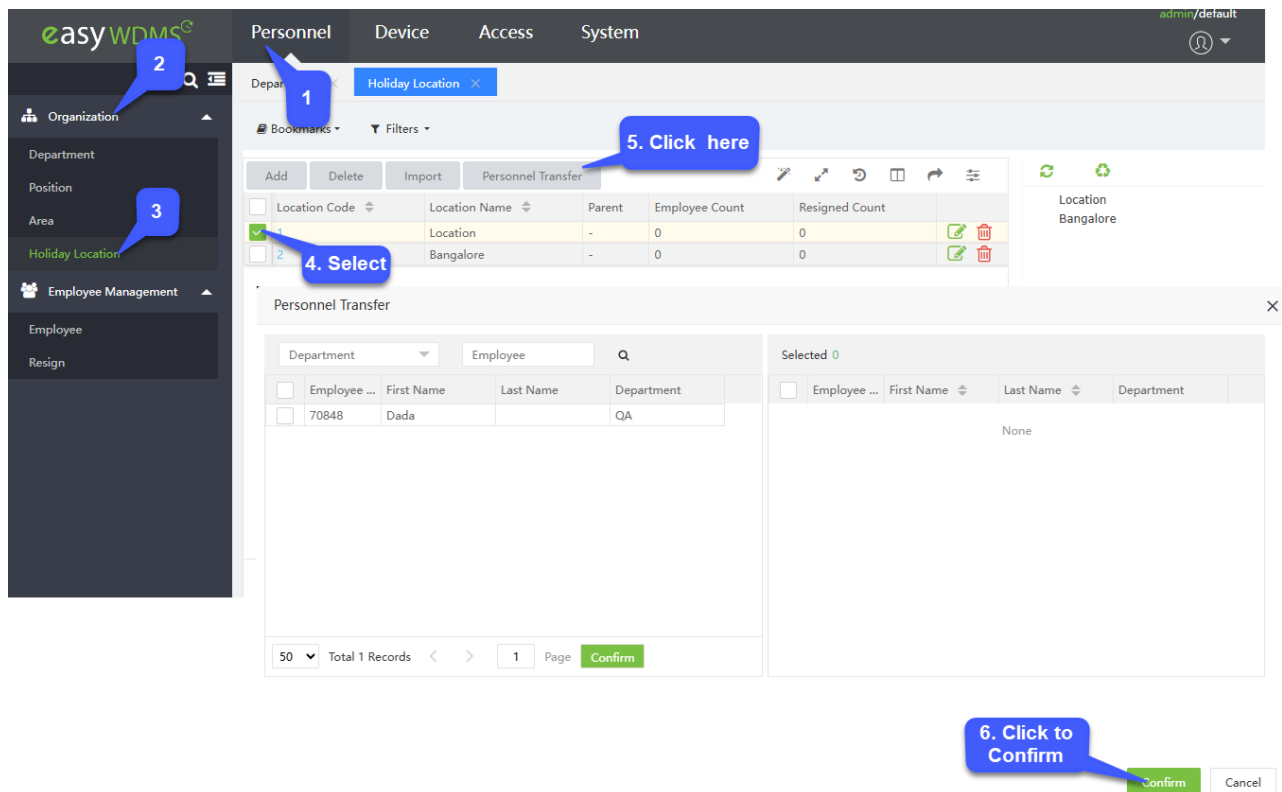 easy WDMS
admin/default
Personnel Device Access System
2
1
Holiday Location
Organization
Bookmarks Filters
5. Click here
Department
Add Delete Import Personnel Transfer
Position
Location Code Location Name Parent Employee Count Resigned Count
Location
Bangalore
3
Area
1 Location - 0 0
Holiday Location
2 Bangalore - 0 0
4. Select
Employee Management
Personnel Transfer
Employee
Resign
Department Employee
Selected 0
Employee ... First Name Last Name Department
Employee ... First Name Last Name Department
70848 Dada QA
None
50 Total 1 Records 1 Page Confirm
6. Click to
Confirm
Confirm Cancel